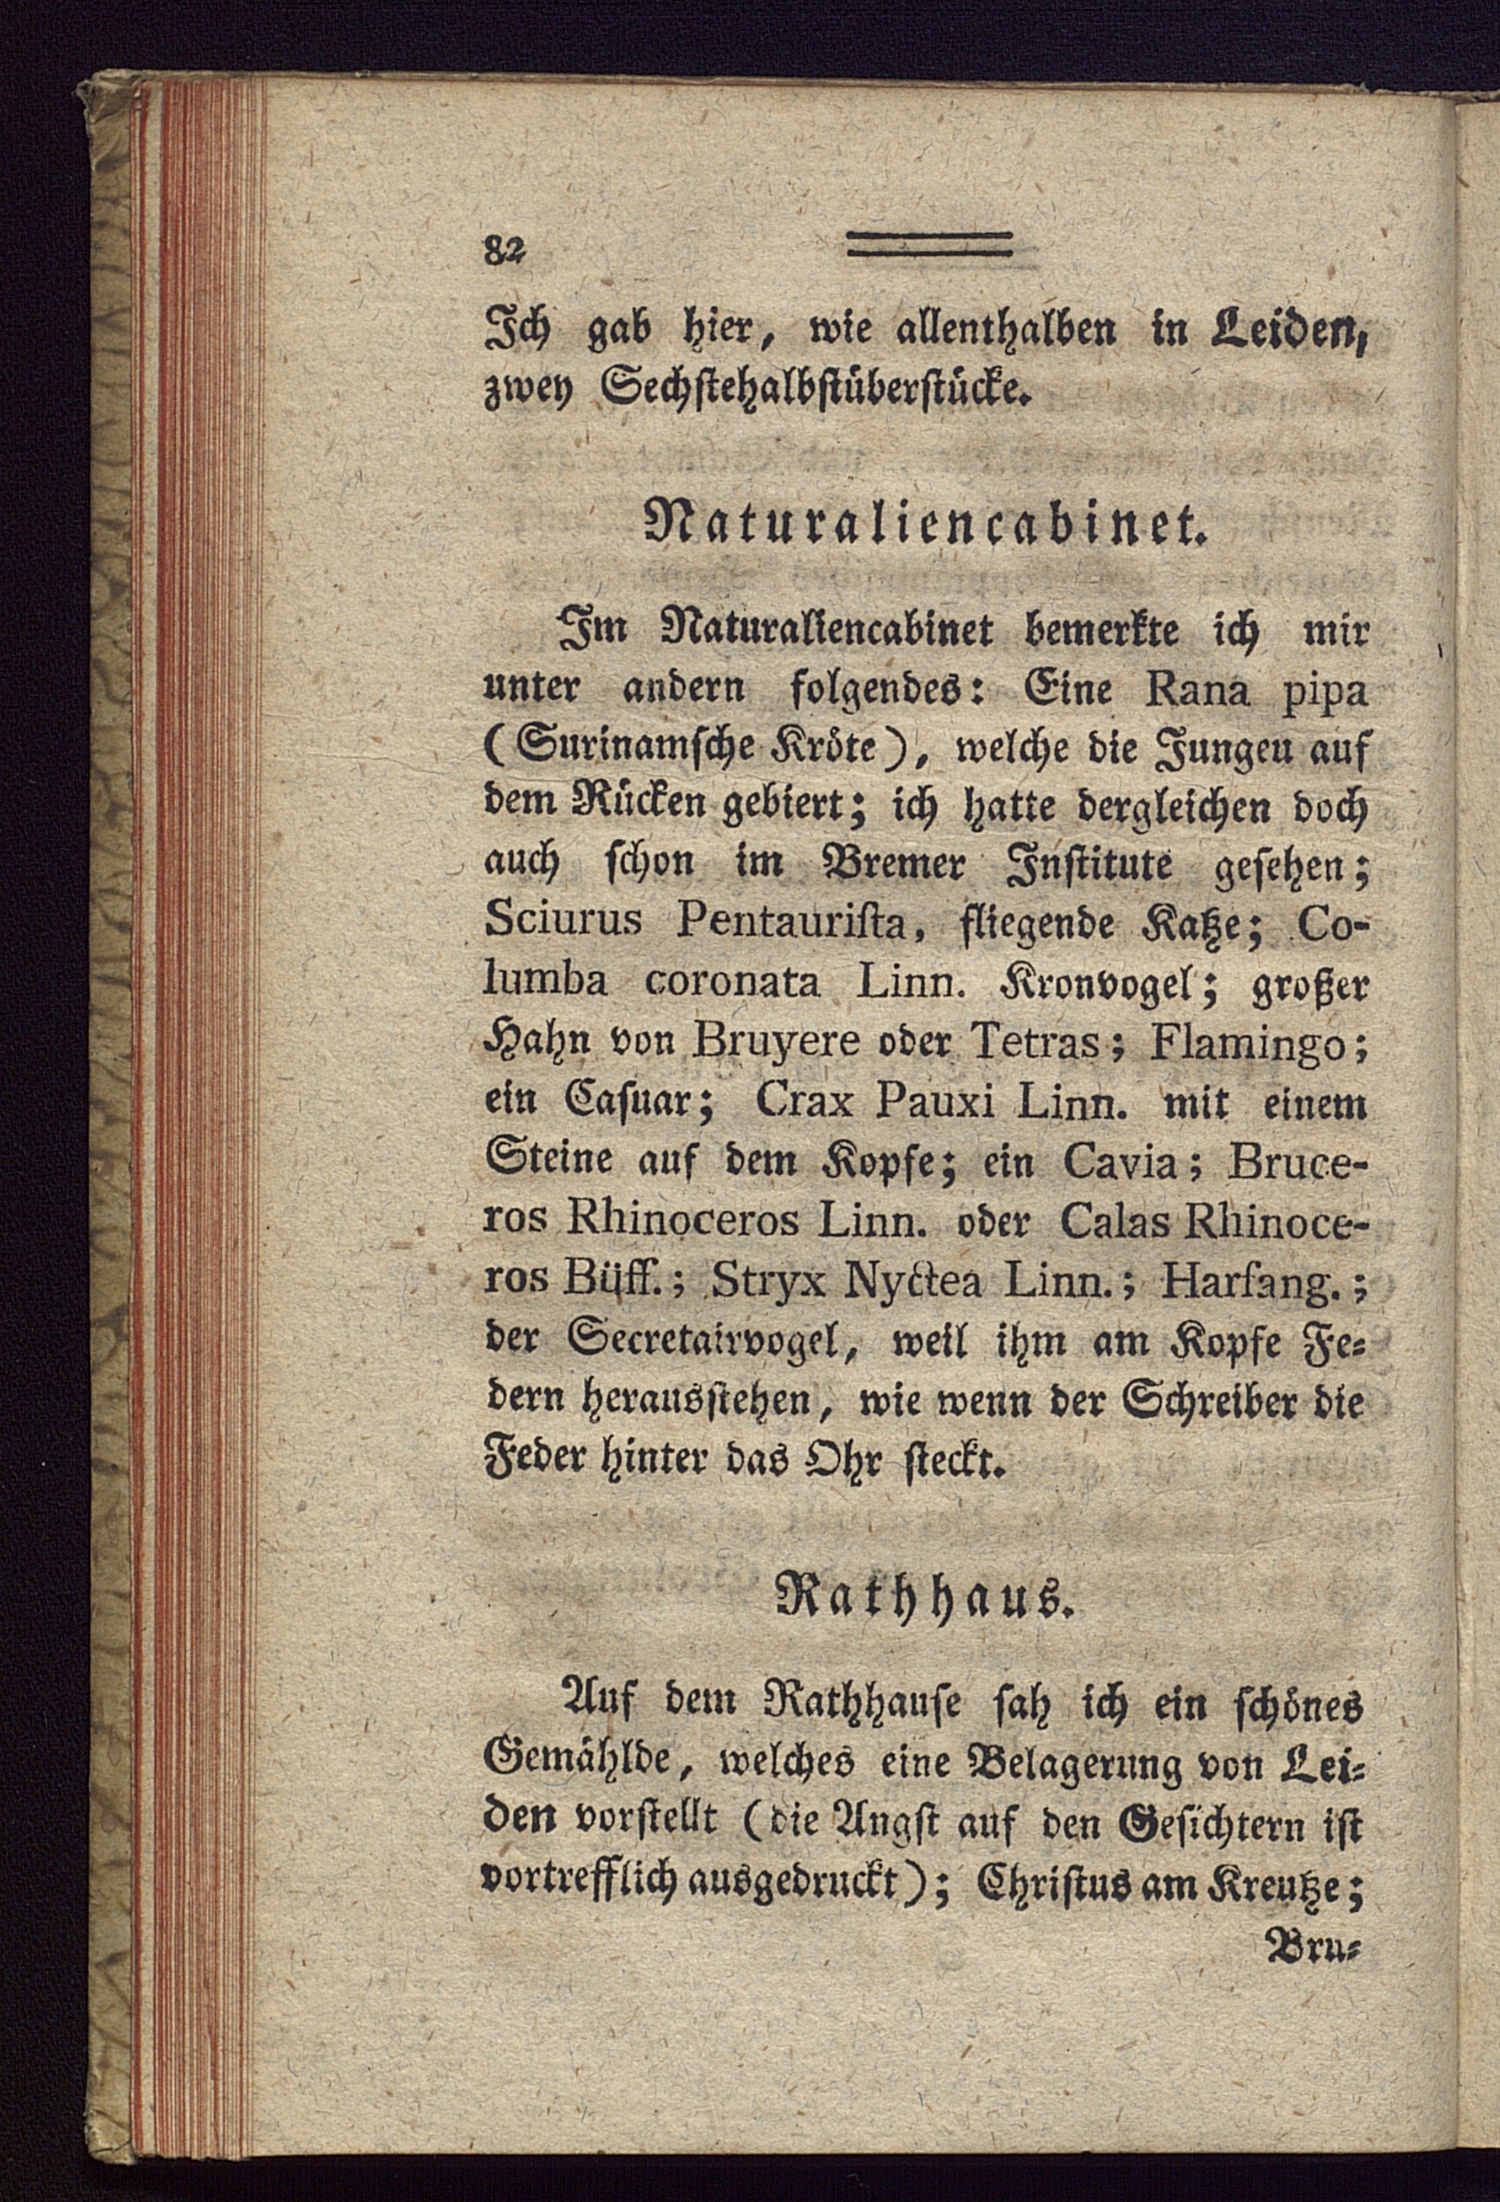 82
Ich gab hier, wie allenthalben in Leiden,
zwey Sechſtehalbſtüberſtücke.
Naturaliencabinet.
Im Naturaliencabinet bemerkte ich mir
unter andern folgendes: Eine Rana pipa
(Surinamſche Kröte), welche die Jungeu auf
dem Rücken gebiert; ich hatte dergleichen doch
auch ſchon im Bremer Inſtitute geſehen;
Sciurus Pentauriſta, fliegende Katze; Co-
lumba coronata Linn. Kronvogel; großer
Hahn von Bruyere oder Tetras; Flamingo;
ein Caſuar; Crax Pauxi Linn. mit einem
Steine auf dem Kopfe; ein Cavia; Bruce-
ros Rhinoceros Linn. oder Calas Rhinoce-
ros Büff.; Stryx Nyctea Linn.; Harfang.;
der Secretairvogel, weil ihm am Kopfe Fe-
dern herausſtehen, wie wenn der Schreiber die
Feder hinter das Ohr ſteckt.
Rathhaus.
Auf dem Rathhauſe ſah ich ein ſchönes
Gemählde, welches eine Belagerung von Lei-
den vorſtellt (die Angſt auf den Geſichtern iſt
vortrefflich ausgedruckt); Chriſtus am Kreutze;
Bru-